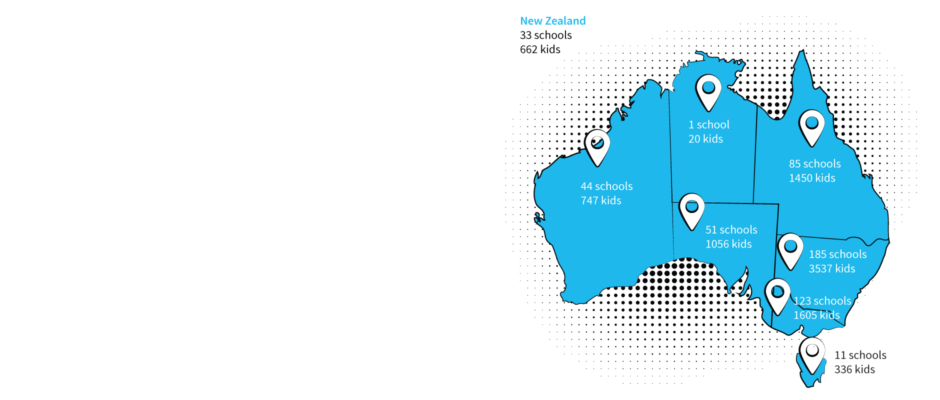 New Zealand
33 schools
662 kids
1 school
20 kids
85 schools
1450 kids
44 schools
747 kids
51 schools
1056 kids
185 schools
3537 kids
123 schools
1605 kids
11 schools
336 kids